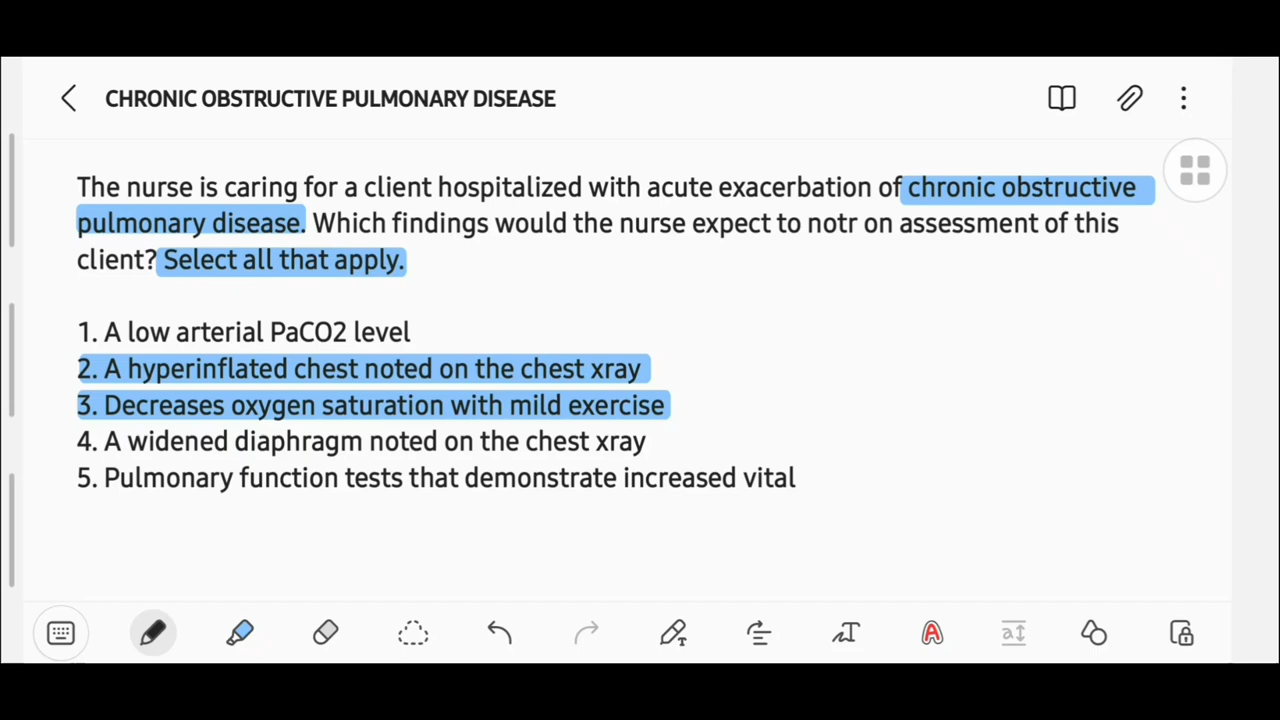 CHRONIC OBSTRUCTIVE PULMONARY DISEASE
The nurse is caring for a client hospitalized with acute exacerbation of chronic obstructive
pulmonary disease. Which findings would the nurse expect to notr on assessment of this
client? Select all that apply.
1. A low arterial PaCO2 level
2. A hyperinflated chest noted on the chest xray
3. Decreases oxygen saturation with mild exercise
4. A widened diaphragm noted on the chest xray
5. Pulmonary function tests that demonstrate increased vital